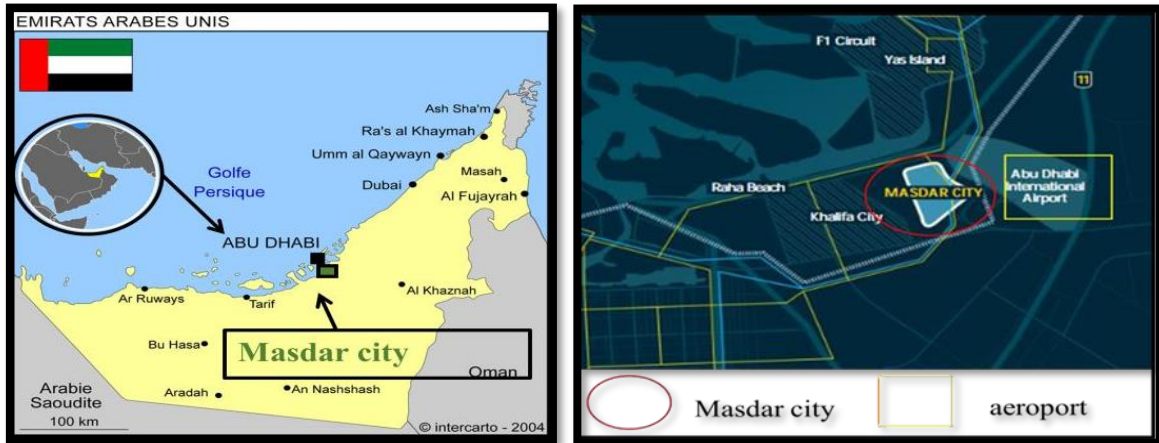 EMIRATS ARABES UNIS
Ash Sha'm
Ra's al Khaymah
Umm al Qaywayn
Golfe
Persique
Masah
Dubai
Al Fujayrah
ABU DHABI
Ar Ruways
Tarif
Al Khaznah
Bu Hasa
Masdar city
Oman
Arabie
Saoudite
Aradah
An Nashshash
100 km
© intercarto - 2004
F1 Circuit
Yas Island
11
Raha Beach
MASDAR CITY
Abu Dhabi
International
Airport
Khalifa City
Masdar city
aeroport